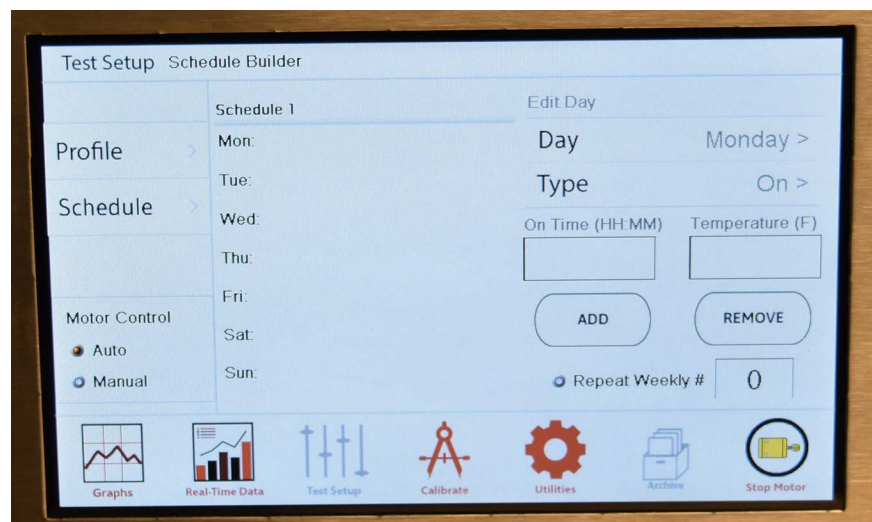 Test Setup Schedule Builder
Profile >
Schedule >
Motor Control
Auto
Manual
Schedule 1
Mon:
Tue:
Wed:
Thu:
Fri:
Sat:
Sun:
Edit Day
Day Monday >
Type On >
On Time (HH:MM) Temperature (F)
ADD REMOVE
Repeat Weekly # 0
Graphs Real-Time Data Test Setup Calibrate Utilities Archive Stop Motor